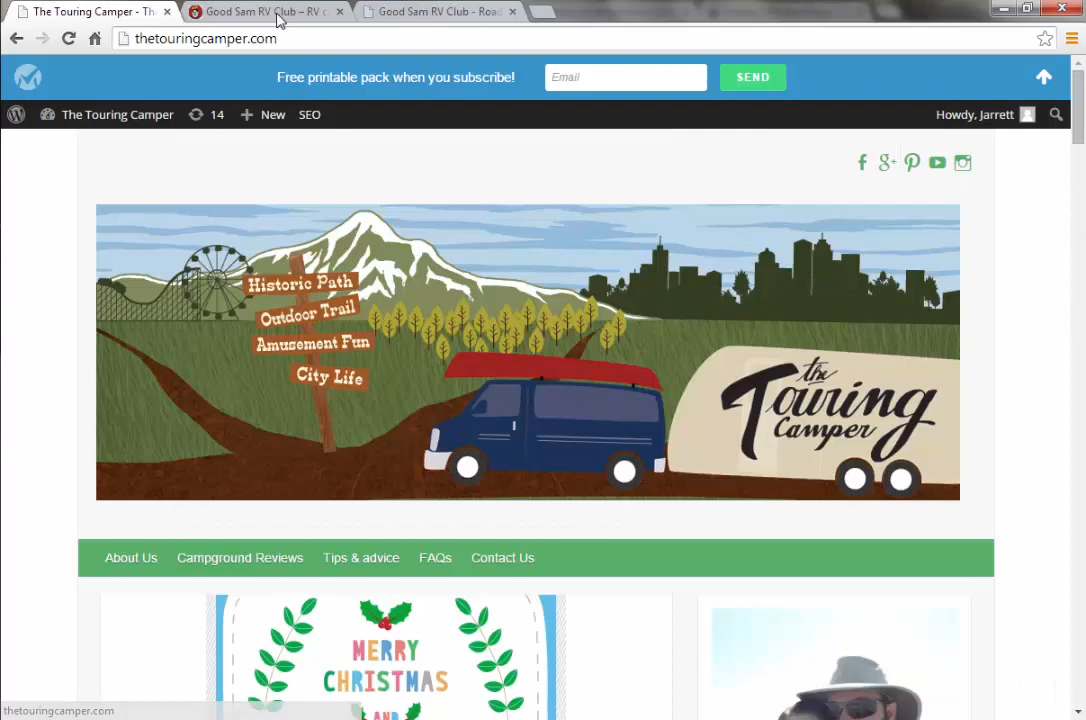 The Touring Camper - Th
Good Sam RV Club – RV c
Good Sam RV Club - Road
thetouringcamper.com
Free printable pack when you subscribe!
Email
SEND
The Touring Camper
14
New
SEO
Howdy, Jarrett
Historic Path
Outdoor Trail
Amusement Fun
City Life
the
Touring
Camper
About Us
Campground Reviews
Tips & advice
FAQs
Contact Us
MERRY
CHRISTMAS
AND
thetouringcamper.com